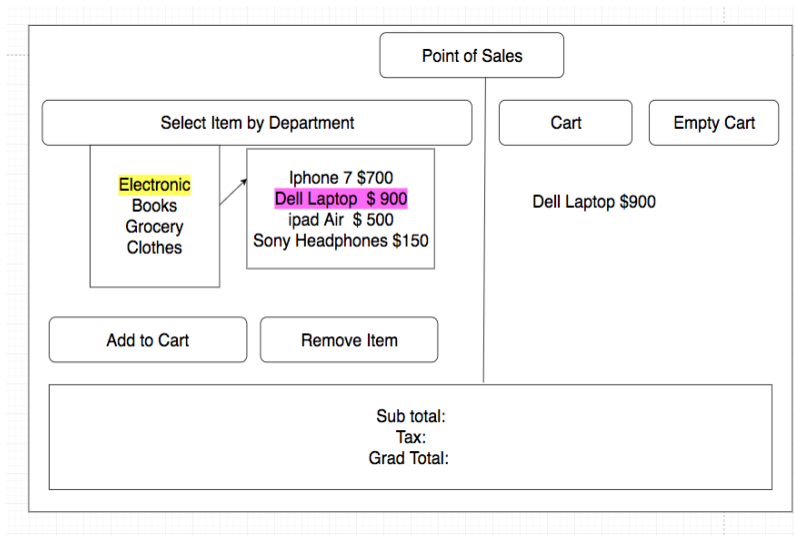 Point of Sales
Select Item by Department
Cart
Empty Cart
Electronic
Books
Grocery
Clothes
Iphone 7 $700
Dell Laptop $ 900
ipad Air $ 500
Sony Headphones $150
Dell Laptop $900
Add to Cart
Remove Item
Sub total:
Tax:
Grad Total: